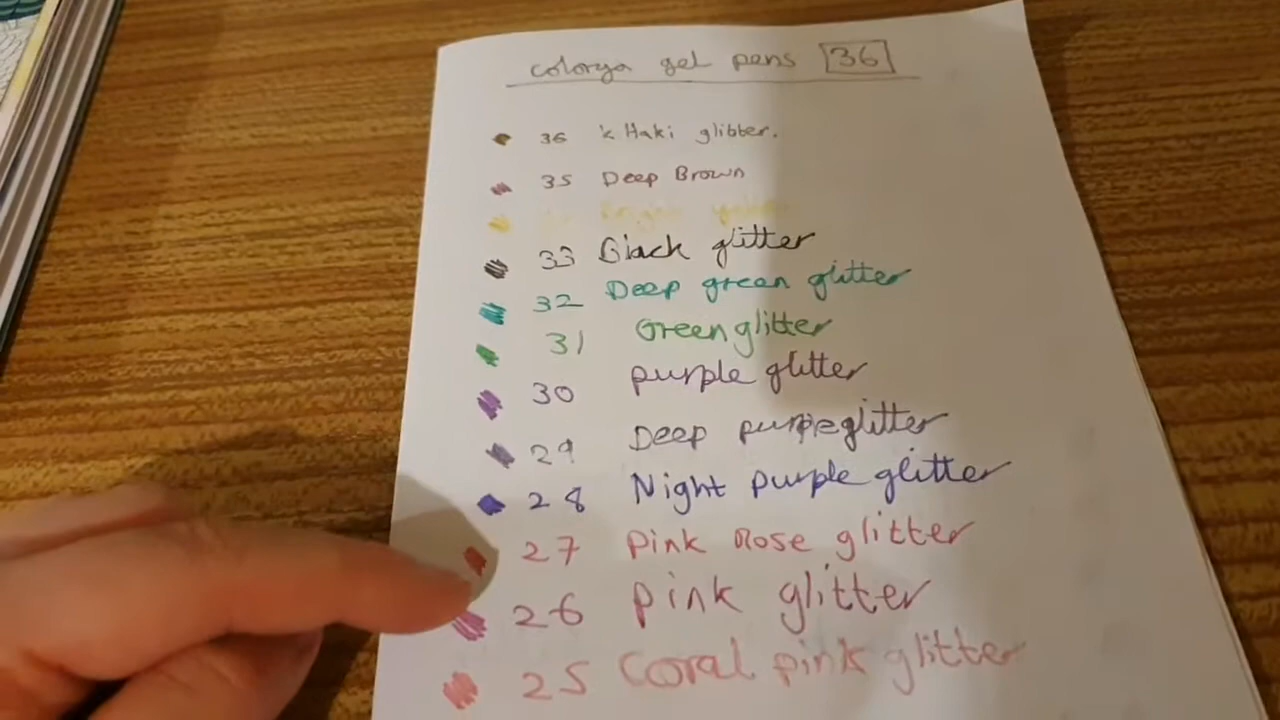 colorya gel pens 36
36 kHaki glitter.
35 Deep Brown
Bright yellow
33 Black glitter
32 Deep green glitter
31 Green glitter
30 purple glitter
29 Deep purple glitter
28 Night purple glitter
27 Pink Rose glitter
26 pink glitter
25 Coral pink glitter